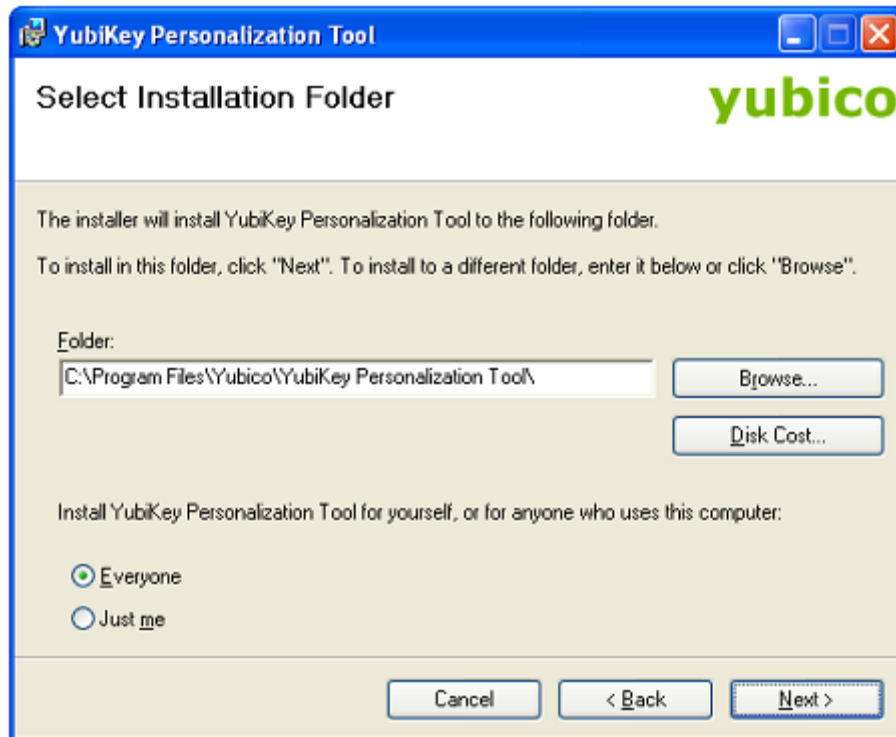 YubiKey Personalization Tool
Select Installation Folder
yubico
The installer will install YubiKey Personalization Tool to the following folder.
To install in this folder, click "Next". To install to a different folder, enter it below or click "Browse".
Folder:
C:\Program Files\Yubico\YubiKey Personalization Tool\
Browse...
Disk Cost...
Install YubiKey Personalization Tool for yourself, or for anyone who uses this computer:
Everyone
Just me
Cancel
< Back
Next >